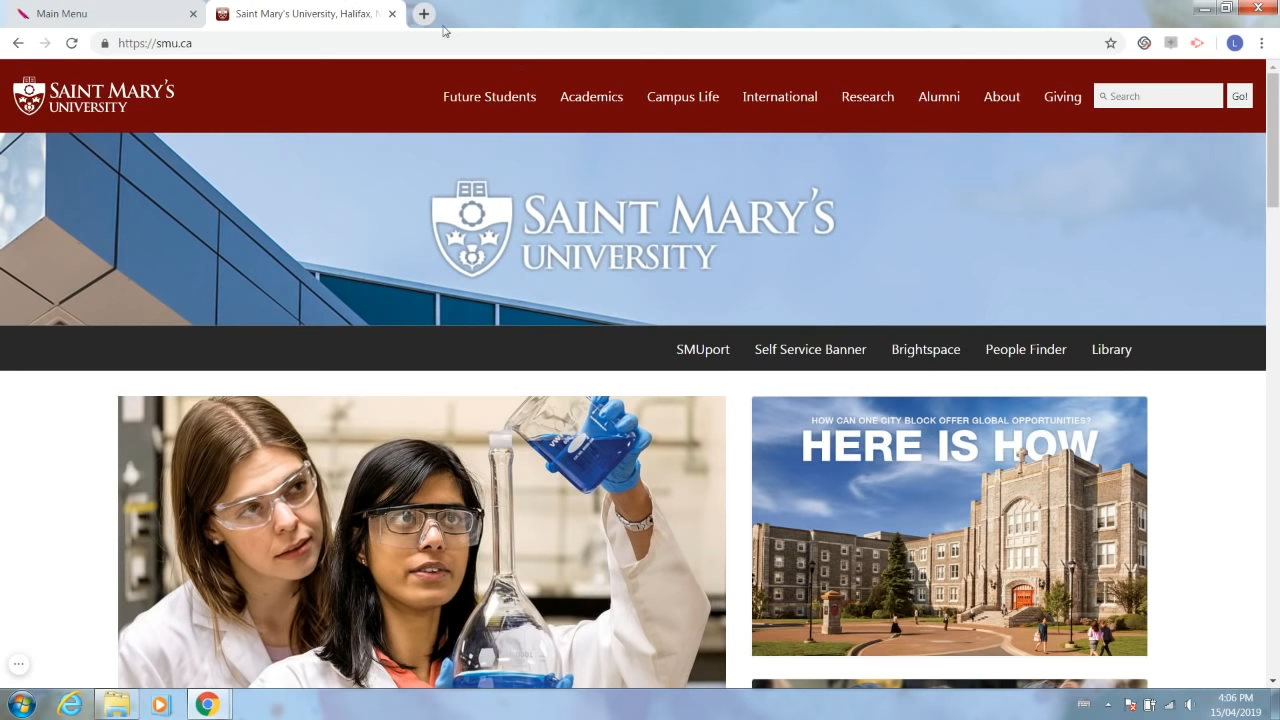 Main Menu
Saint Mary's University, Halifax, N
https://smu.ca
L
SAINT MARY'S
UNIVERSITY
Future Students Academics Campus Life International Research Alumni About Giving
Search
Go!
SAINT MARY'S
UNIVERSITY
SMUport Self Service Banner Brightspace People Finder Library
HOW CAN ONE CITY BLOCK OFFER GLOBAL OPPORTUNITIES?
HERE IS HOW
4:06 PM
15/04/2019